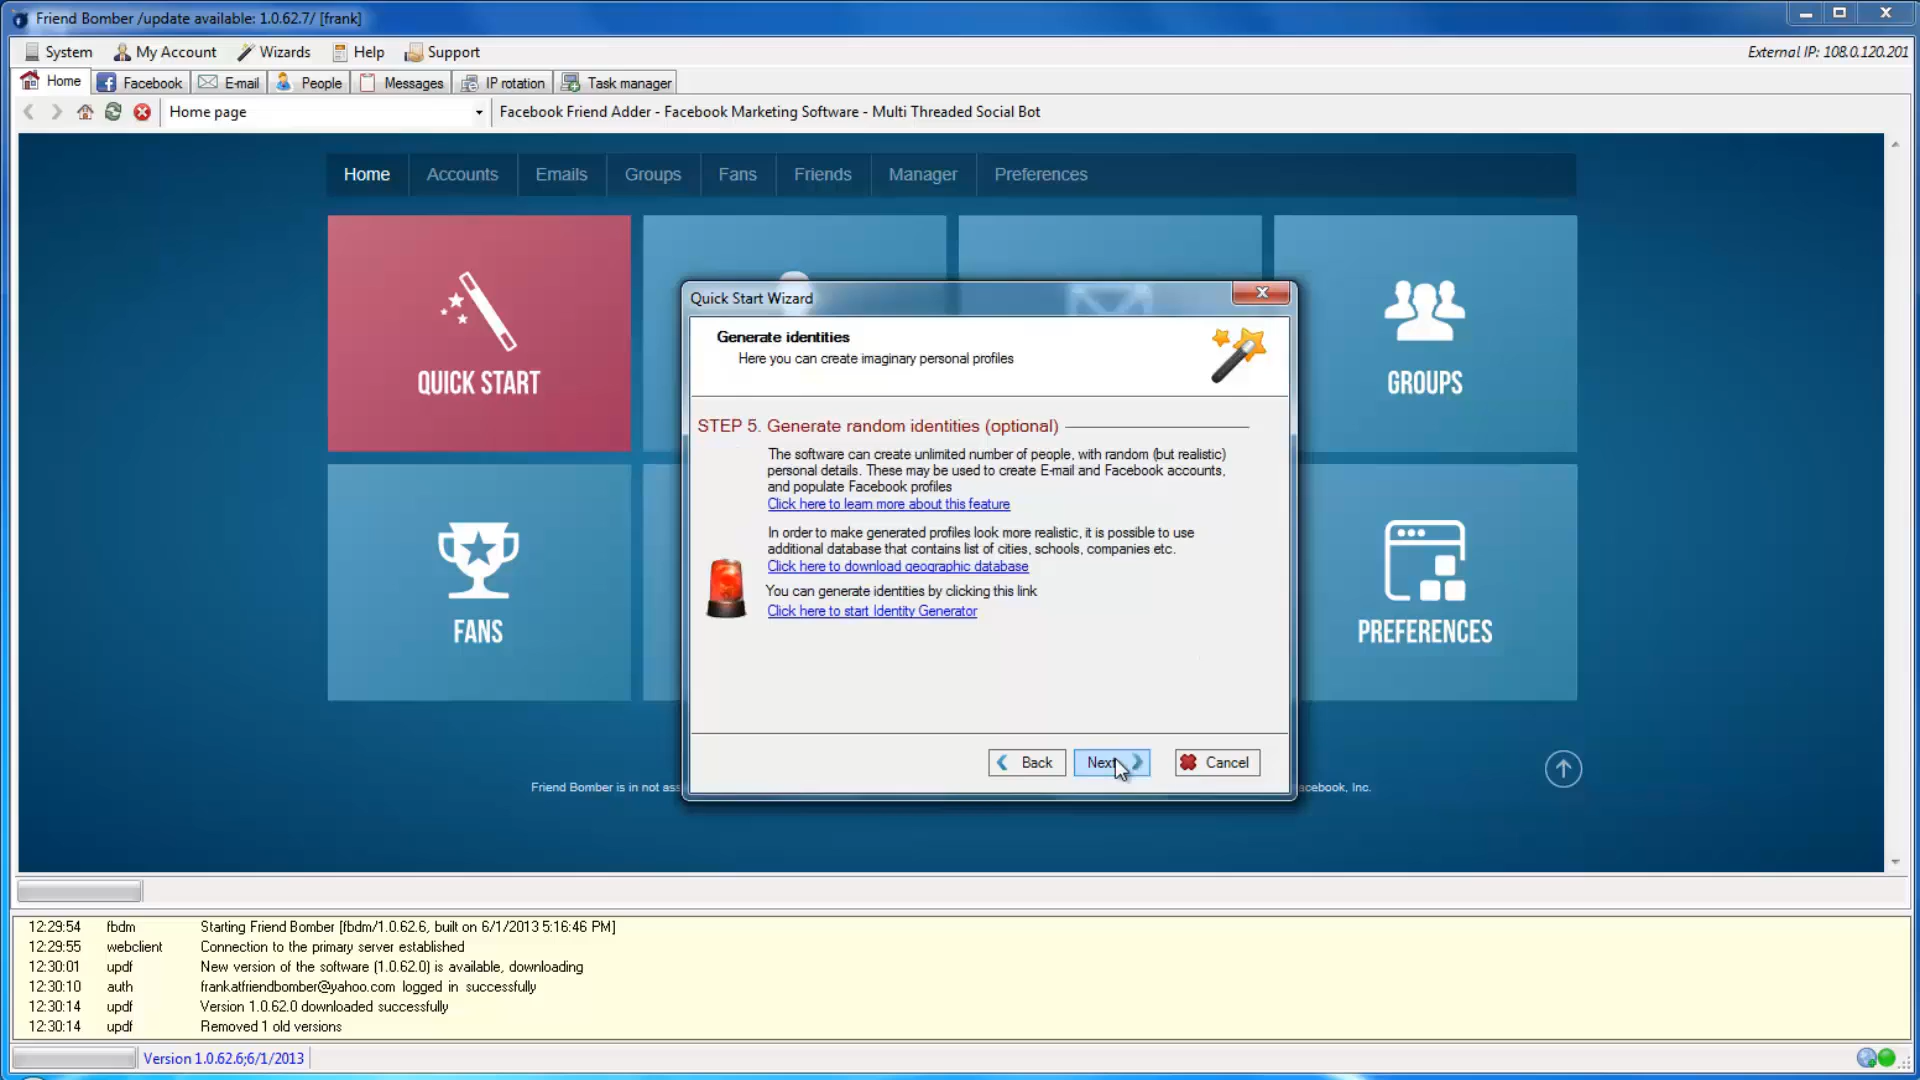 Friend Bomber /update available: 1.0.62.7/ [frank]
System My Account Wizards Help Support External IP: 108.0.120.201
Home Facebook E-mail People Messages IP rotation Task manager
Home page Facebook Friend Adder - Facebook Marketing Software - Multi Threaded Social Bot
Home Accounts Emails Groups Fans Friends Manager Preferences
QUICK START
GROUPS
FANS
PREFERENCES
Quick Start Wizard
Generate identities
Here you can create imaginary personal profiles
STEP 5. Generate random identities (optional)
The software can create unlimited number of people, with random (but realistic)
personal details. These may be used to create E-mail and Facebook accounts,
and populate Facebook profiles
Click here to learn more about this feature
In order to make generated profiles look more realistic, it is possible to use
additional database that contains list of cities, schools, companies etc.
Click here to download geographic database
You can generate identities by clicking this link
Click here to start Identity Generator
Back Next Cancel
Friend Bomber is in not ass acebook, Inc.
12:29:54 fbdm Starting Friend Bomber [fbdm/1.0.62.6, built on 6/1/2013 5:16:46 PM]
12:29:55 webclient Connection to the primary server established
12:30:01 updf New version of the software (1.0.62.0) is available, downloading
12:30:10 auth frankatfriendbomber@yahoo.com logged in successfully
12:30:14 updf Version 1.0.62.0 downloaded successfully
12:30:14 updf Removed 1 old versions
Version 1.0.62.6;6/1/2013